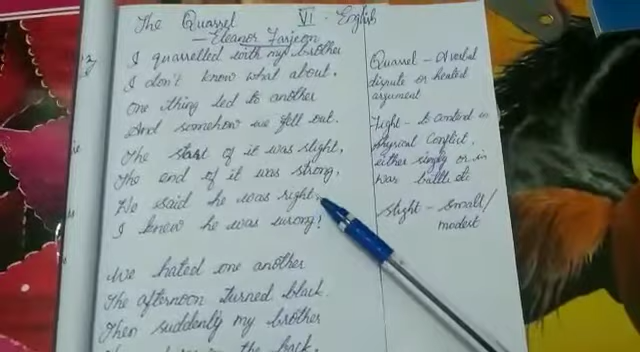 The Quarrel VI - English
— Eleanor Farjeon
I quarrelled with my brother
I don't know what about,
One thing led to another
And somehow we fell out.
The start of it was slight,
The end of it was strong,
He said he was right,
I knew he was wrong!
We hated one another
The afternoon turned black.
Then suddenly my brother
the back,
Quarrel – A verbal
dispute or heated
argument
Fight – to contend in
physical conflict,
either singly or in
was battle etc
slight – small/
modest